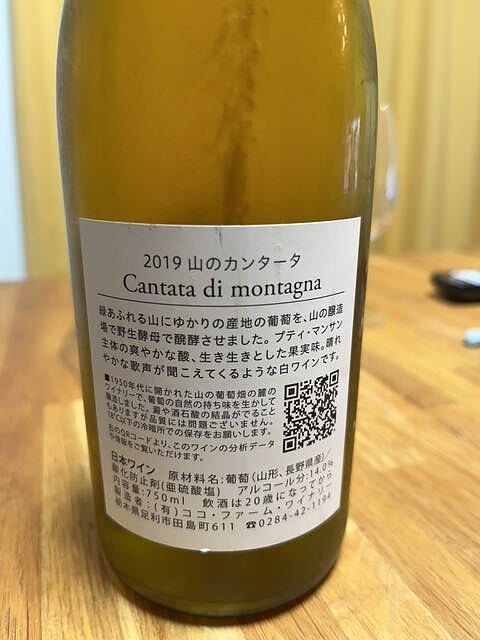 2019 山のカンタータ
Cantata di montagna
緑あふれる山にゆかりの産地の葡萄を、山の醸造
場で野生酵母で醗酵させました。プティ・マンサン
主体の爽やかな酸、生き生きとした果実味。晴れ
やかな歌声が聞こえてくるような白ワインです。
■1950年代に開かれた山の葡萄畑の麓の
ワイナリーで、葡萄の自然の持ち味を生かして
醸造しました。澱や酒石酸の結晶がでること
もありますが品質には問題ございません。
18℃以下の冷暗所での保存をお願いします。
右のQRコードより、このワインの分析データ
や情報をご覧いただけます。
日本ワイン 原材料名:葡萄(山形、長野県産)/
酸化防止剤(亜硫酸塩) アルコール分:14.0%
内容量:750ml 飲酒は20歳になってから
製造者:(有)ココ・ファーム・ワイナリー
栃木県足利市田島町611 ☎0284-42-1194